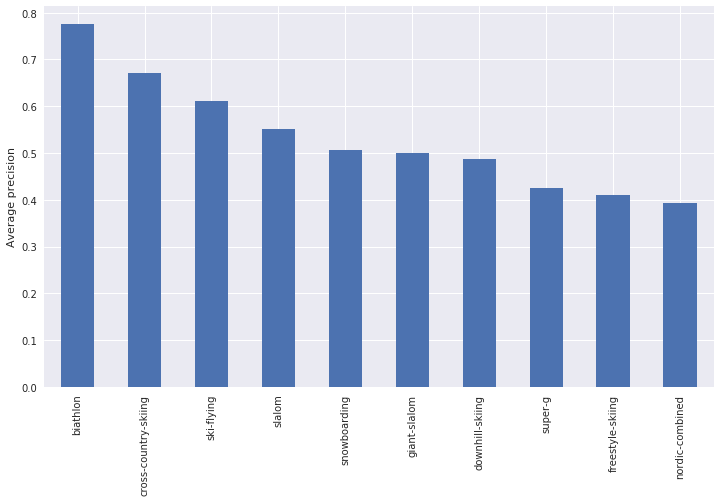 Average precision
0.8
0.7
0.6
0.5
0.4
0.3
0.2
0.1
0.0
biathlon
cross-country-skiing
ski-flying
slalom
snowboarding
giant-slalom
downhill-skiing
super-g
freestyle-skiing
nordic-combined